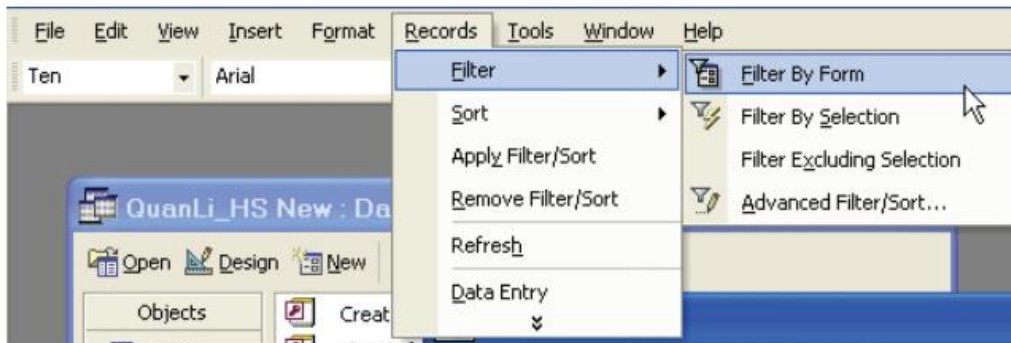 File Edit View Insert Format Records Tools Window Help
Ten Arial
Filter
Sort
Apply Filter/Sort
Remove Filter/Sort
Refresh
Data Entry
Filter By Form
Filter By Selection
Filter Excluding Selection
Advanced Filter/Sort...
QuanLi_HS New : Da
Open Design New
Objects
Creat